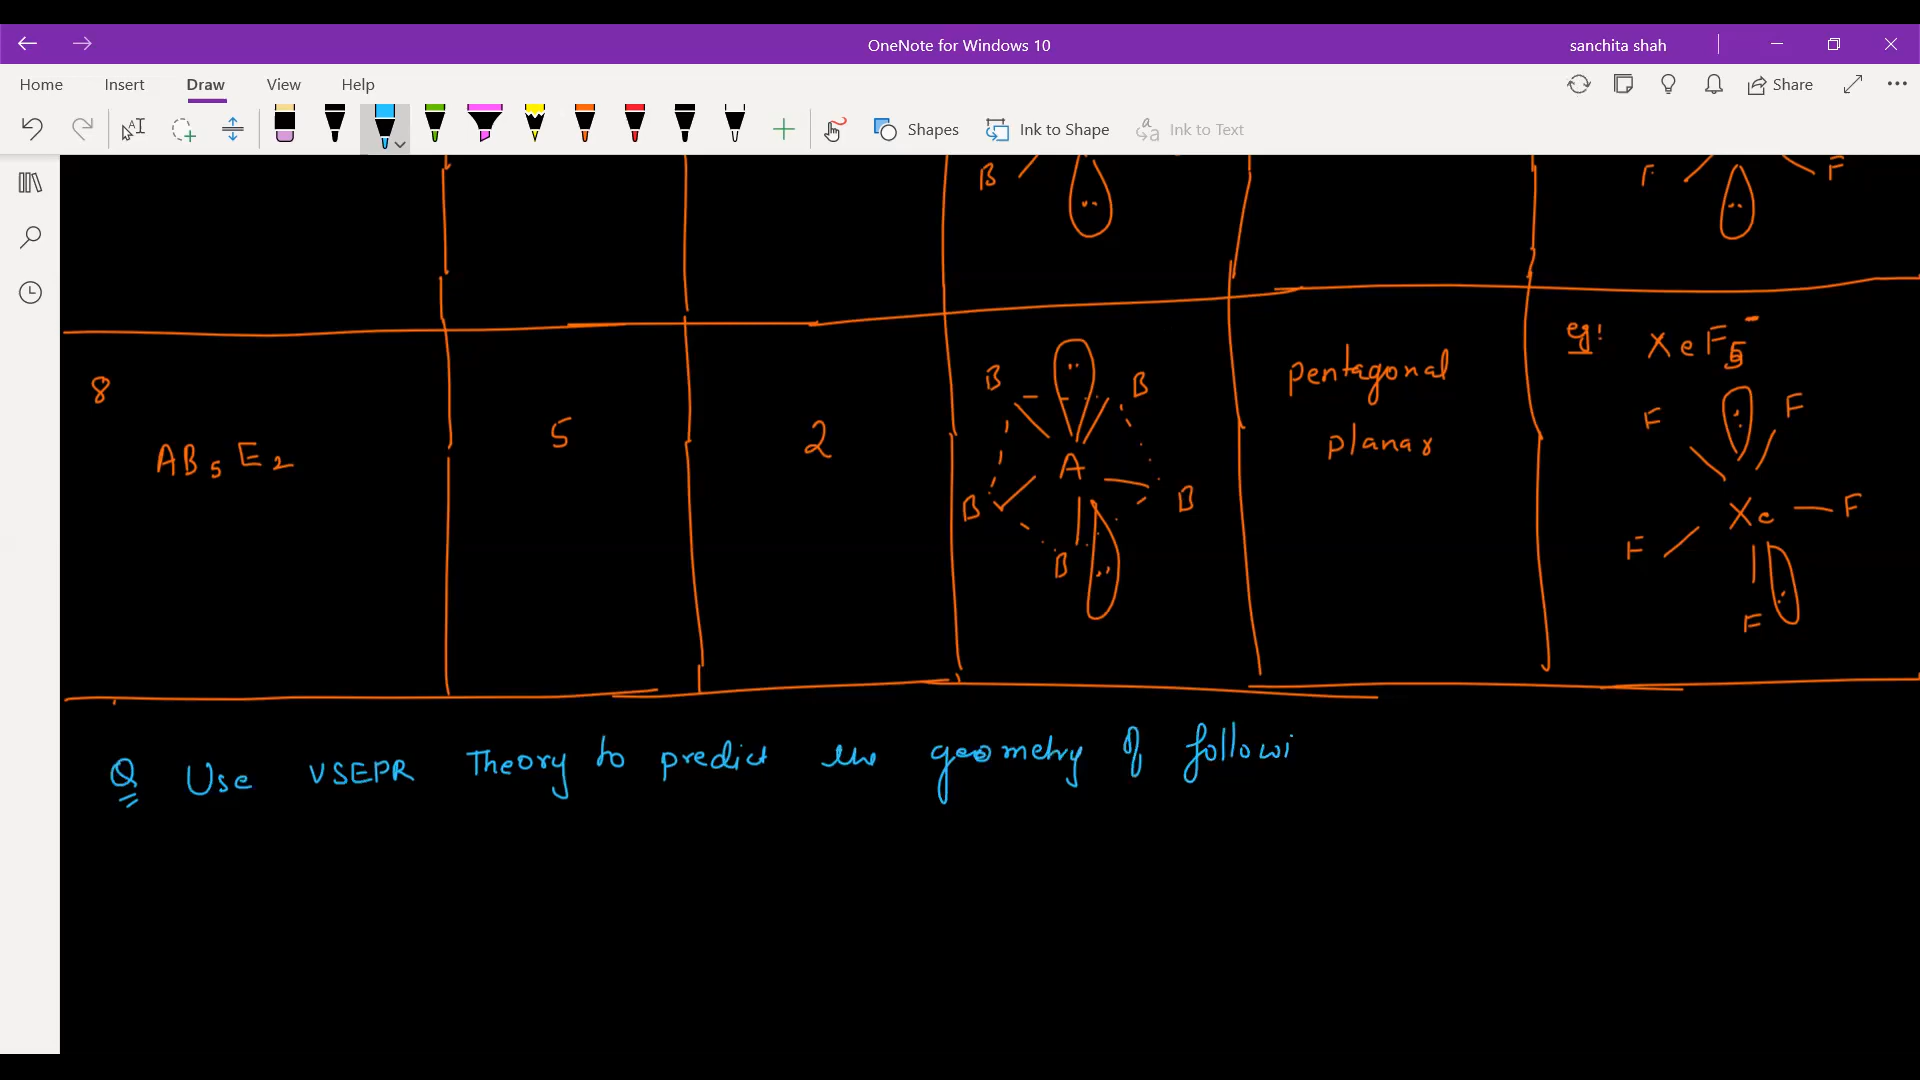 OneNote for Windows 10
sanchita shah
Home Insert Draw View Help
Share
Shapes Ink to Shape Ink to Text
B
F F
8
AB5E2
5
2
B B
A
B B
B
pentagonal
planar
eg: XeF5-
F F
Xe F
F
F
Q Use VSEPR Theory to predict the geometry of followi